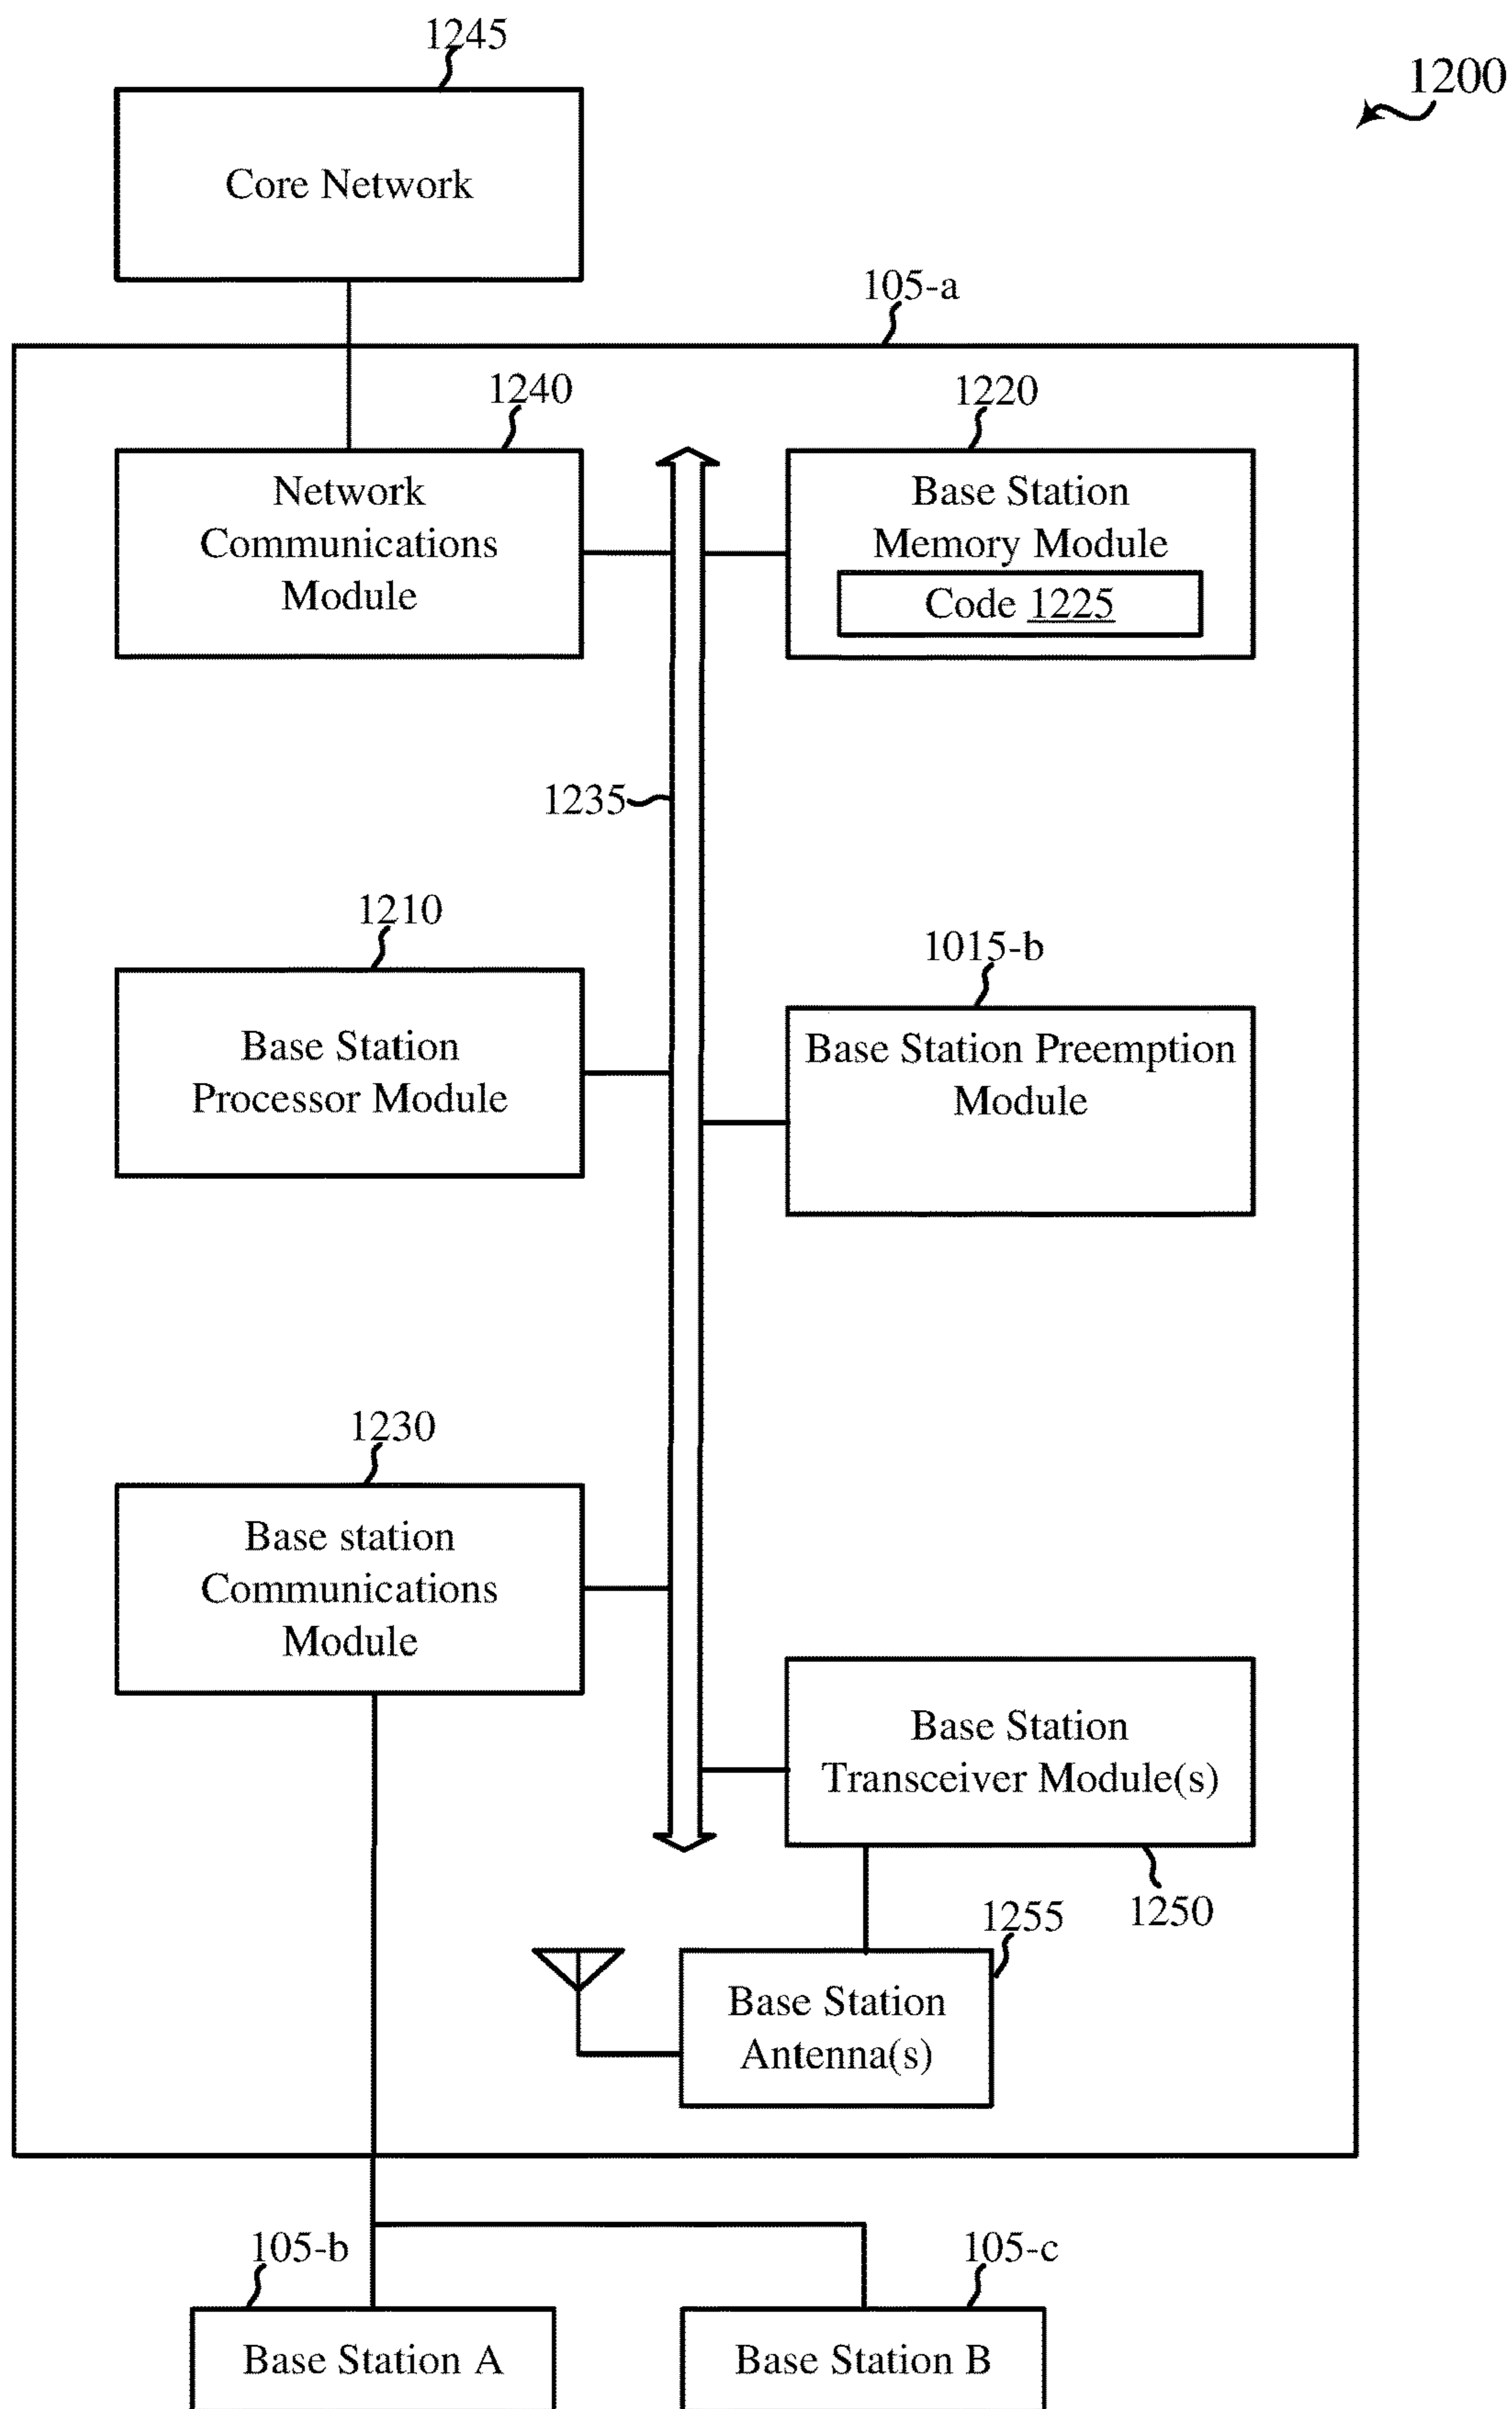 1245
1200
Core Network
105-a
1240
1220
Network
Communications
Module
Base Station
Memory Module
Code 1225
1235
1210
1015-b
Base Station
Processor Module
Base Station Preemption
Module
1230
Base station
Communications
Module
Base Station
Transceiver Module(s)
1250
1255
Base Station
Antenna(s)
105-b
105-c
Base Station A
Base Station B